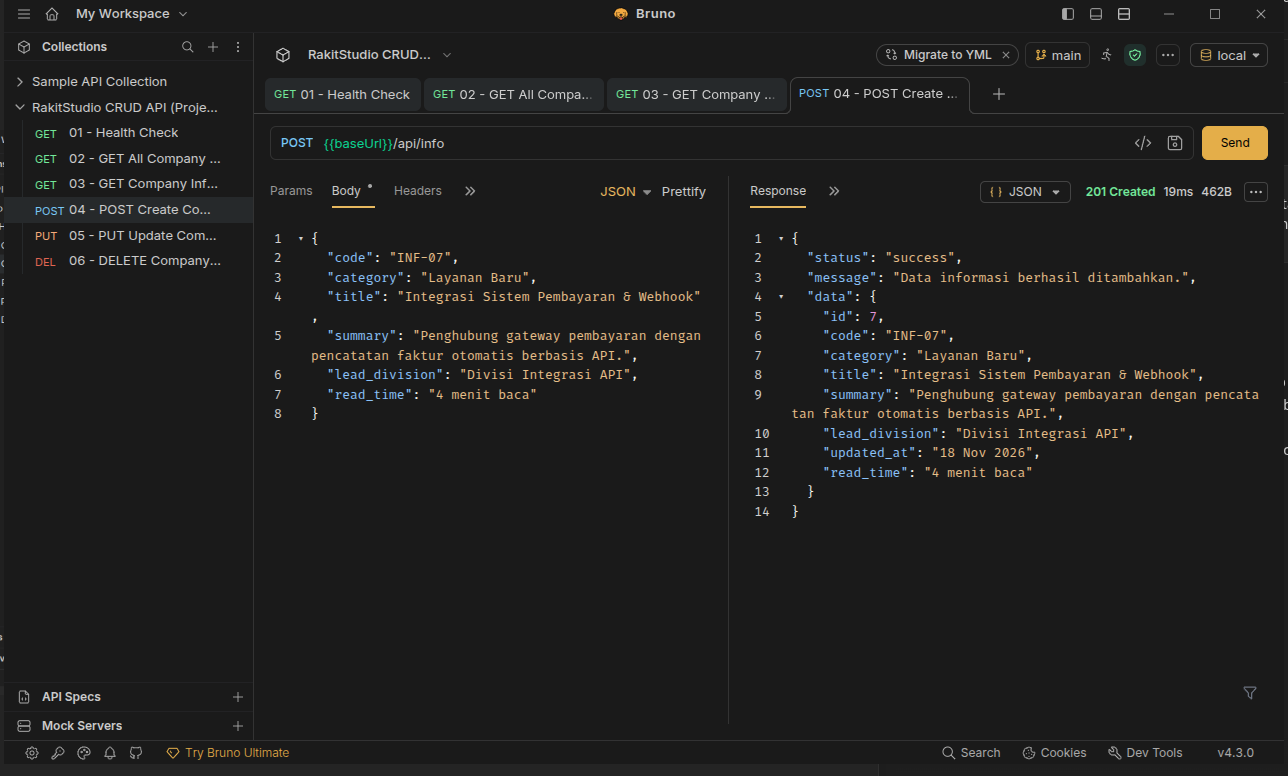 My Workspace
Bruno
Collections
Sample API Collection
RakitStudio CRUD API (Proje...
GET 01 - Health Check
GET 02 - GET All Company ...
GET 03 - GET Company Inf...
POST 04 - POST Create Co...
PUT 05 - PUT Update Com...
DEL 06 - DELETE Company...
API Specs
Mock Servers
RakitStudio CRUD...
Migrate to YML
main
local
GET 01 - Health Check
GET 02 - GET All Compa...
GET 03 - GET Company ...
POST 04 - POST Create ...
POST {{baseUrl}}/api/info
Send
Params Body Headers
JSON Prettify
1 {
2 "code": "INF-07",
3 "category": "Layanan Baru",
4 "title": "Integrasi Sistem Pembayaran & Webhook"
,
5 "summary": "Penghubung gateway pembayaran dengan
pencatatan faktur otomatis berbasis API.",
6 "lead_division": "Divisi Integrasi API",
7 "read_time": "4 menit baca"
8 }
Response
{ } JSON
201 Created 19ms 462B
1 {
2 "status": "success",
3 "message": "Data informasi berhasil ditambahkan.",
4 "data": {
5 "id": 7,
6 "code": "INF-07",
7 "category": "Layanan Baru",
8 "title": "Integrasi Sistem Pembayaran & Webhook",
9 "summary": "Penghubung gateway pembayaran dengan pencata
tan faktur otomatis berbasis API.",
10 "lead_division": "Divisi Integrasi API",
11 "updated_at": "18 Nov 2026",
12 "read_time": "4 menit baca"
13 }
14 }
Try Bruno Ultimate
Search
Cookies
Dev Tools
v4.3.0